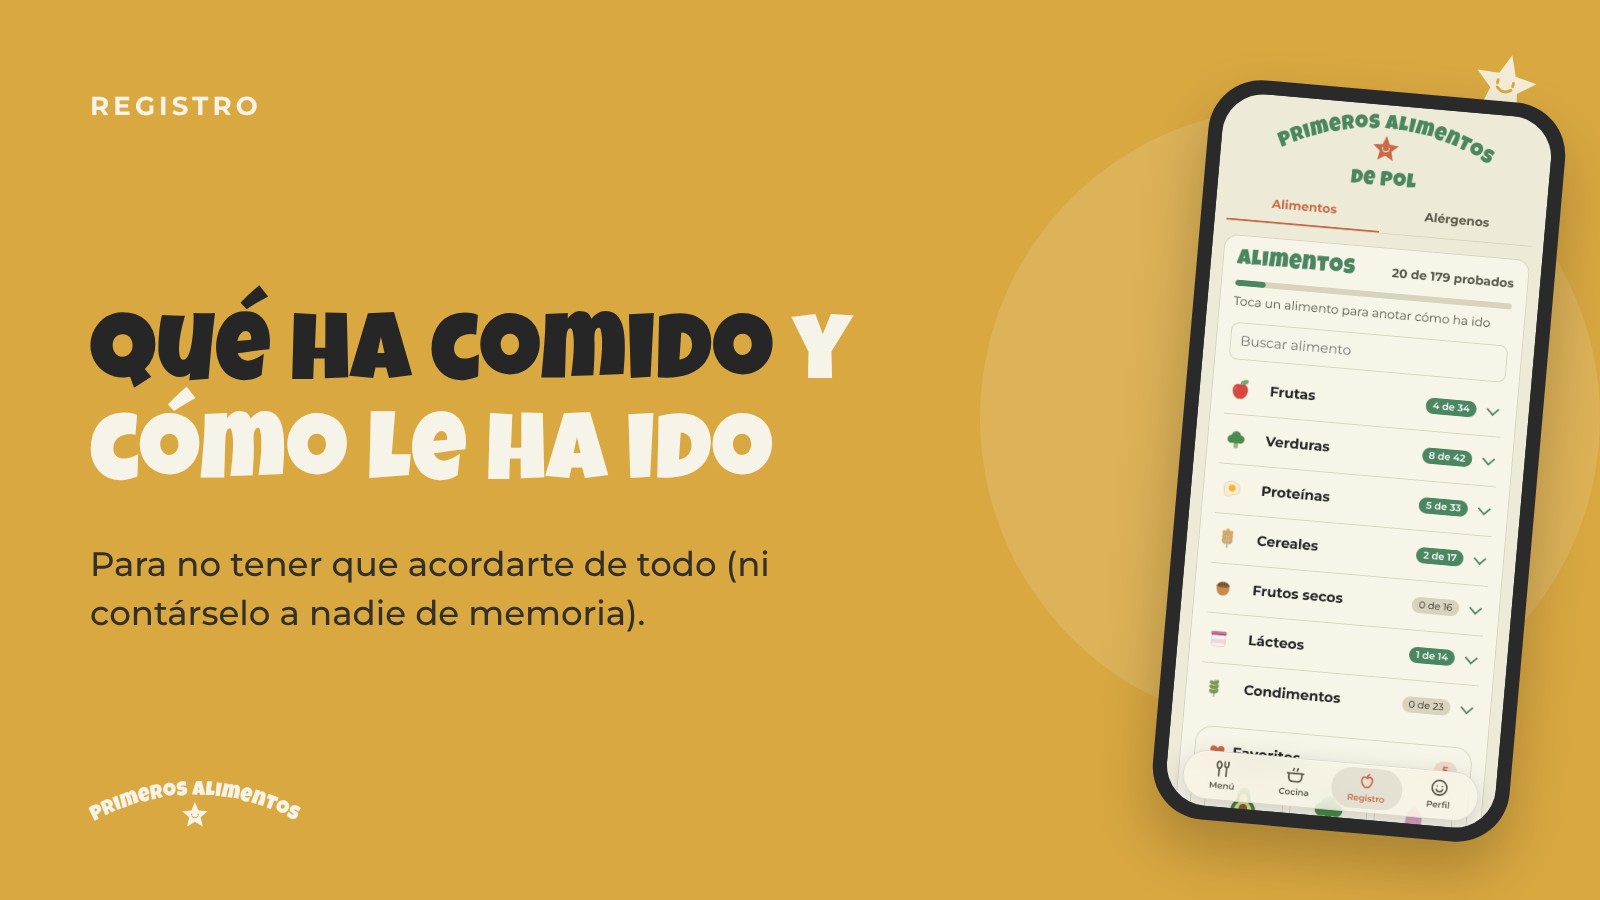 REGISTRO
QUÉ HA COMIDO Y
CÓMO LE HA IDO
Para no tener que acordarte de todo (ni
contárselo a nadie de memoria).
PRIMEROS ALIMENTOS
PRIMEROS ALIMENTOS
DE POL
Alimentos
Alérgenos
ALIMENTOS
20 de 179 probados
Toca un alimento para anotar cómo ha ido
Buscar alimento
Frutas
4 de 34
Verduras
8 de 42
Proteínas
5 de 33
Cereales
2 de 17
Frutos secos
0 de 16
Lácteos
1 de 14
Condimentos
0 de 23
Favoritos
5
Menú
Cocina
Registro
Perfil